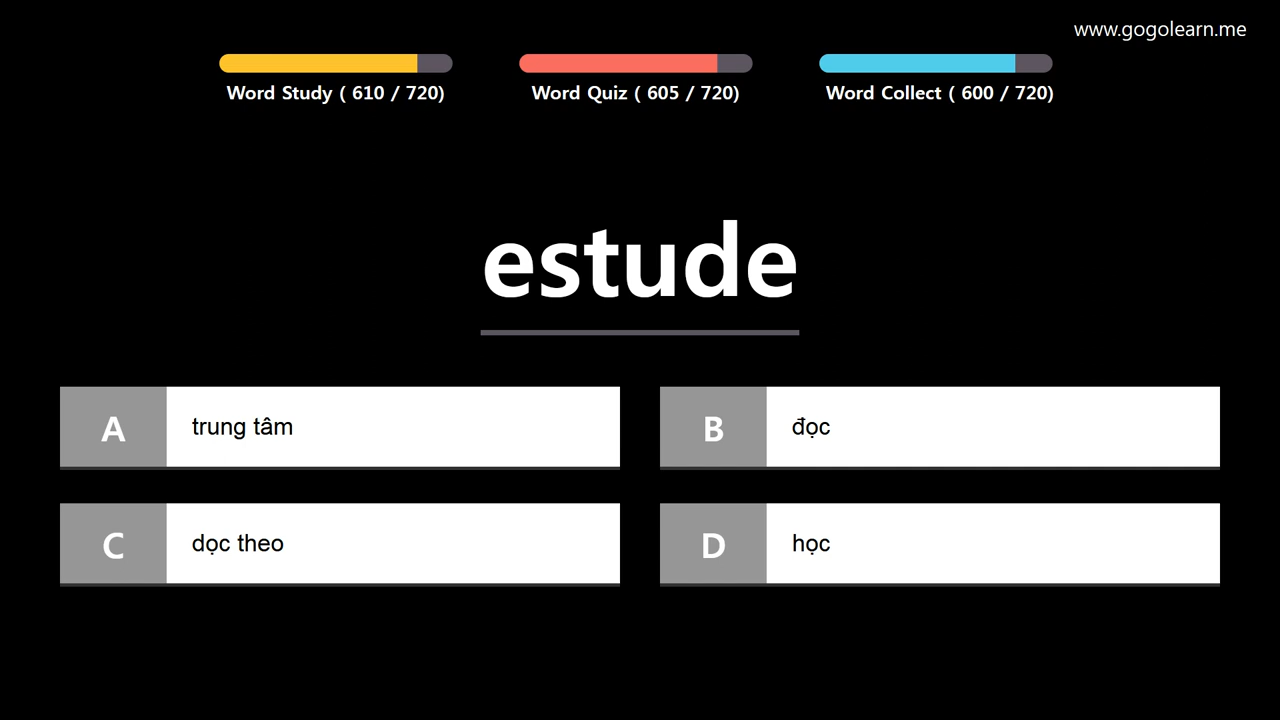 www.gogolearn.me
Word Study ( 610 / 720)
Word Quiz ( 605 / 720)
Word Collect ( 600 / 720)
estude
A trung tâm
B đọc
C dọc theo
D học